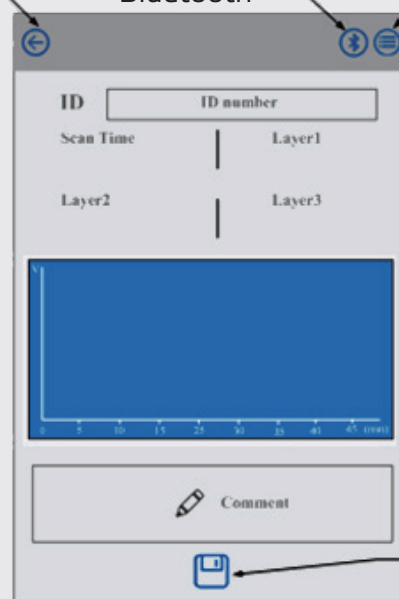 Bluetooth
ID
ID number
Scan Time
Layer1
Layer2
Layer3
V
0 5 10 15 25 30 35 40 45 (mm)
Comment